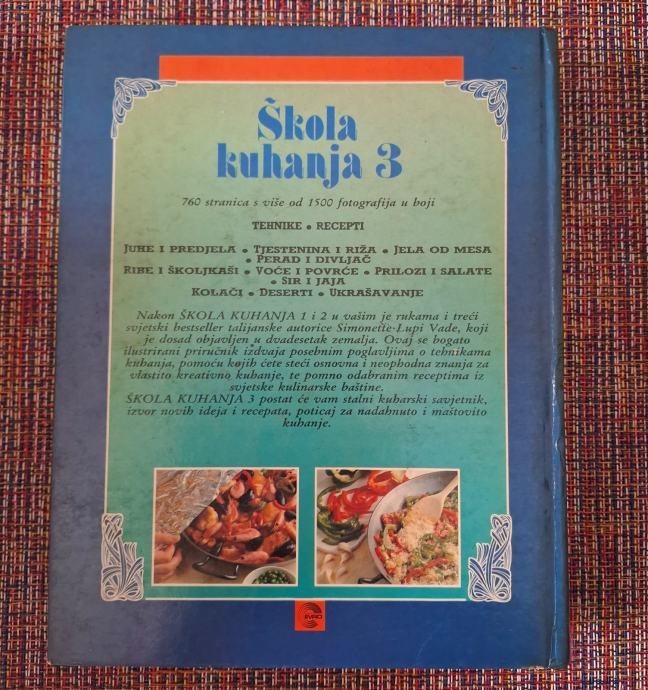 Škola
kuhanja 3
760 stranica s više od 1500 fotografija u boji
TEHNIKE • RECEPTI
JUHE I PREDJELA • TJESTENINA I RIŽA • JELA OD MESA
• PERAD I DIVLJAČ
RIBE I ŠKOLJKAŠI • VOĆE I POVRĆE • PRILOZI I SALATE
• SIR I JAJA
KOLAČI • DESERTI • UKRAŠAVANJE
Nakon ŠKOLA KUHANJA 1 i 2 u vašim je rukama i treći
svjetski bestseller talijanske autorice Simonette Lupi Vade, koji
je dosad objavljen u dvadesetak zemalja. Ovaj se bogato
ilustrirani priručnik izdvaja posebnim poglavljima o tehnikama
kuhanja, pomoću kojih ćete steći osnovna i neophodna znanja za
vlastito kreativno kuhanje, te pomno odabranim receptima iz
svjetske kulinarske baštine.
ŠKOLA KUHANJA 3 postat će vam stalni kuharski savjetnik,
izvor novih ideja i recepata, poticaj za nadahnuto i maštovito
kuhanje.